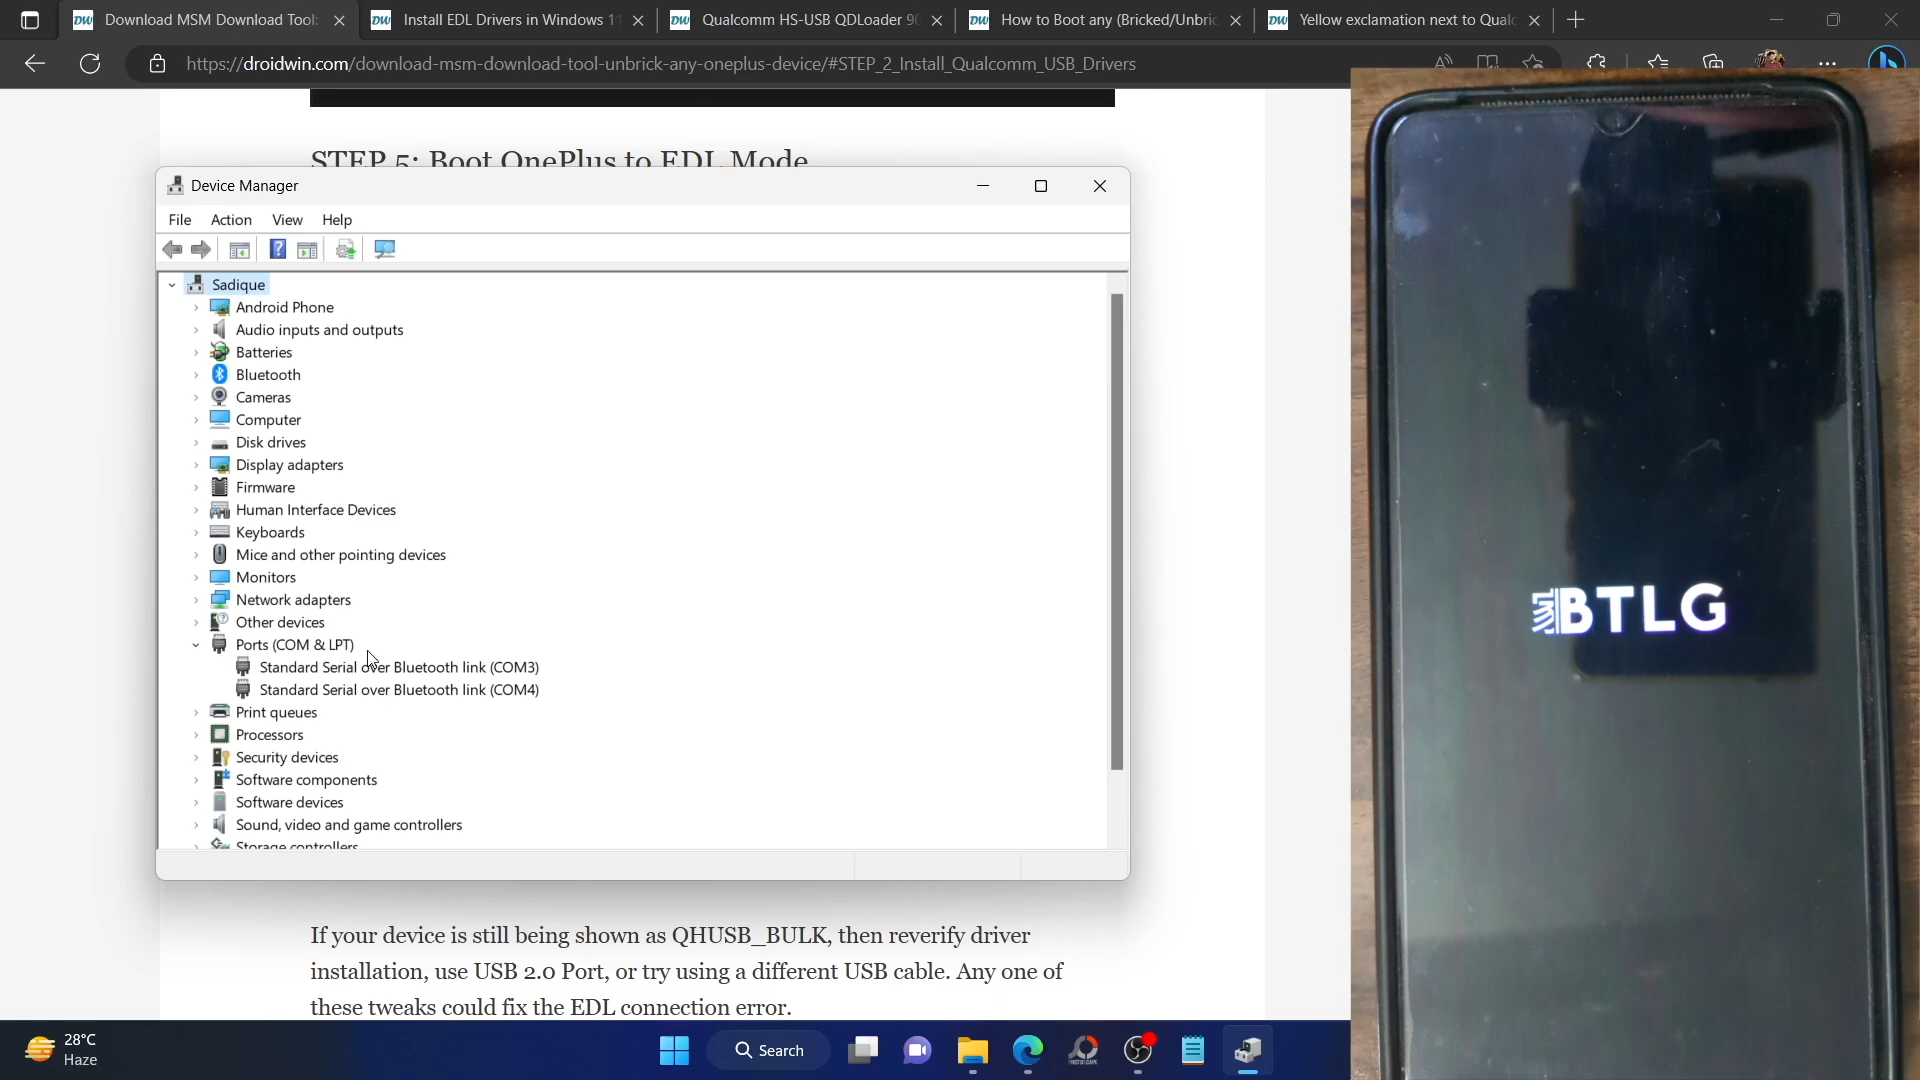 Download MSM Download Tool:
Install EDL Drivers in Windows 1
Qualcomm HS-USB QDLoader 90
How to Boot any (Bricked/Unbric
Yellow exclamation next to Qualc
https://droidwin.com/download-msm-download-tool-unbrick-any-oneplus-device/#STEP_2_Install_Qualcomm_USB_Drivers
STEP 5: Boot OnePlus to EDL Mode
Device Manager
File Action View Help
Sadique
Android Phone
Audio inputs and outputs
Batteries
Bluetooth
Cameras
Computer
Disk drives
Display adapters
Firmware
Human Interface Devices
Keyboards
Mice and other pointing devices
Monitors
Network adapters
Other devices
Ports (COM & LPT)
Standard Serial over Bluetooth link (COM3)
Standard Serial over Bluetooth link (COM4)
Print queues
Processors
Security devices
Software components
Software devices
Sound, video and game controllers
Storage controllers
BTLG
If your device is still being shown as QHUSB_BULK, then reverify driver
installation, use USB 2.0 Port, or try using a different USB cable. Any one of
these tweaks could fix the EDL connection error.
28°C
Haze
Search